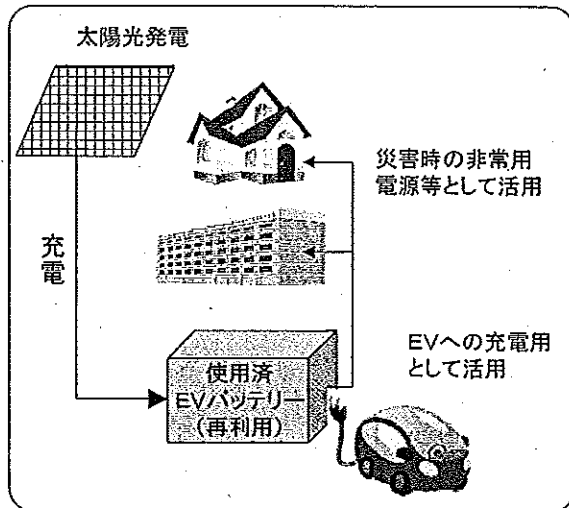 太陽光発電
災害時の非常用
電源等として活用
充電
EVへの充電用
として活用
使用済
EVバッテリー
(再利用)